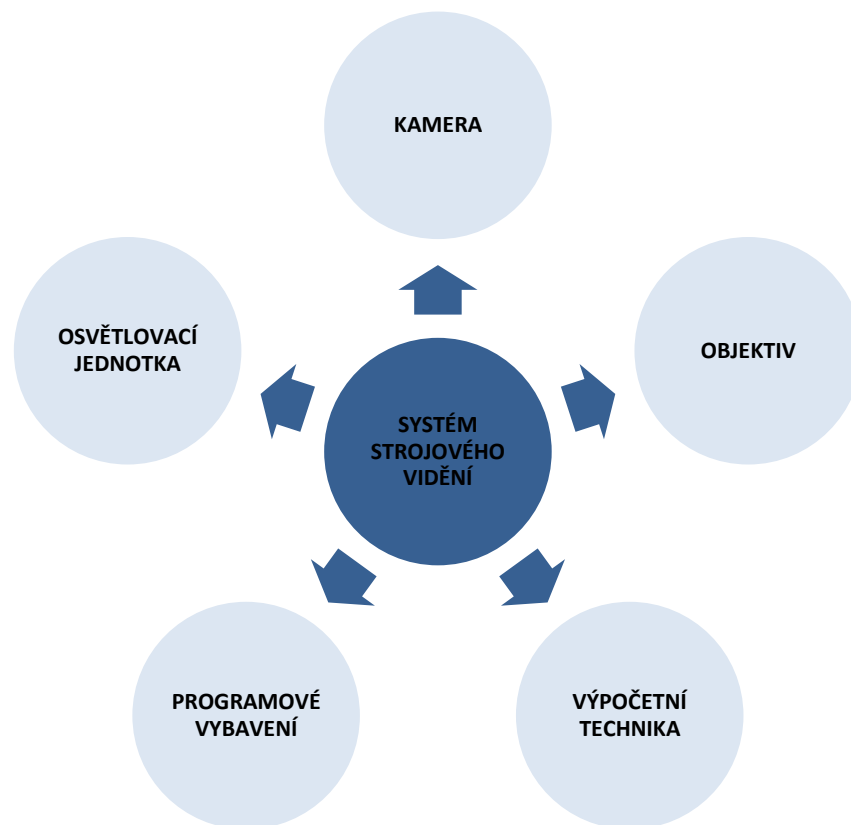 KAMERA
OSVĚTLOVACÍ
JEDNOTKA
OBJEKTIV
SYSTÉM
STROJOVÉHO
VIDĚNÍ
PROGRAMOVÉ
VYBAVENÍ
VÝPOČETNÍ
TECHNIKA